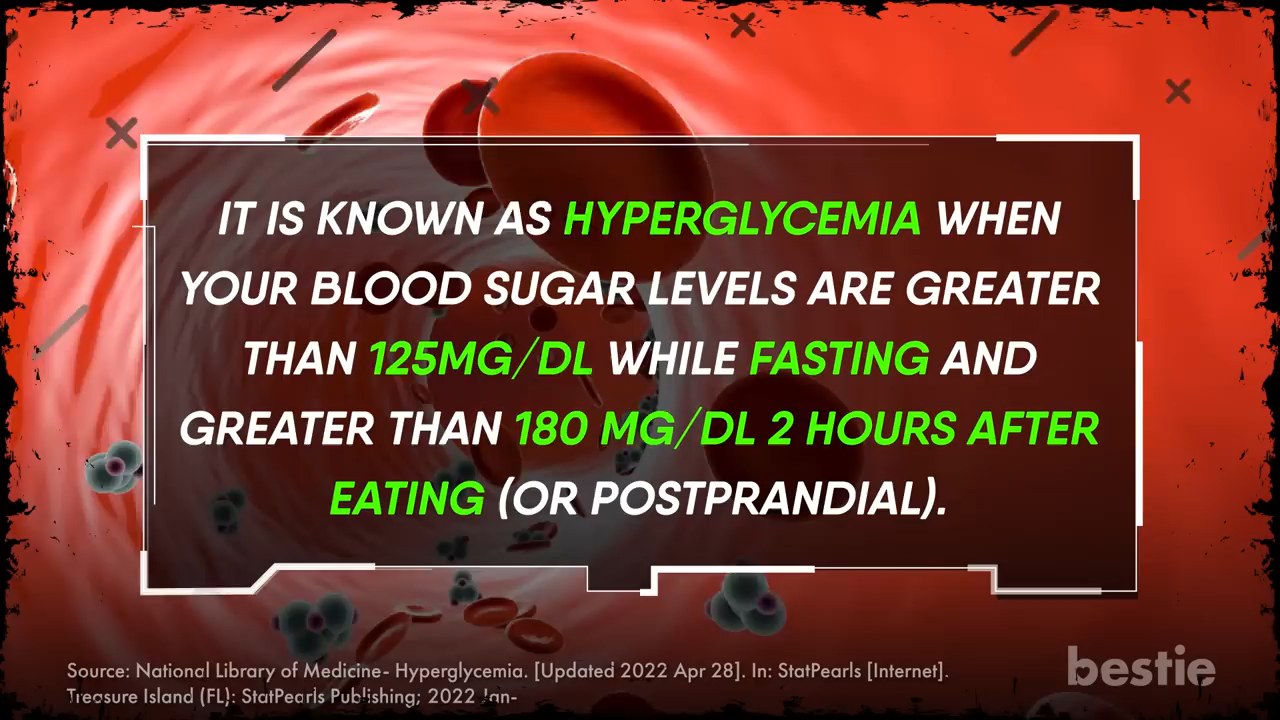 IT IS KNOWN AS HYPERGLYCEMIA WHEN
YOUR BLOOD SUGAR LEVELS ARE GREATER
THAN 125MG/DL WHILE FASTING AND
GREATER THAN 180 MG/DL 2 HOURS AFTER
EATING (OR POSTPRANDIAL).
Source: National Library of Medicine- Hyperglycemia. [Updated 2022 Apr 28]. In: StatPearls [Internet].
Treasure Island (FL): StatPearls Publishing; 2022 Jan-
bestie